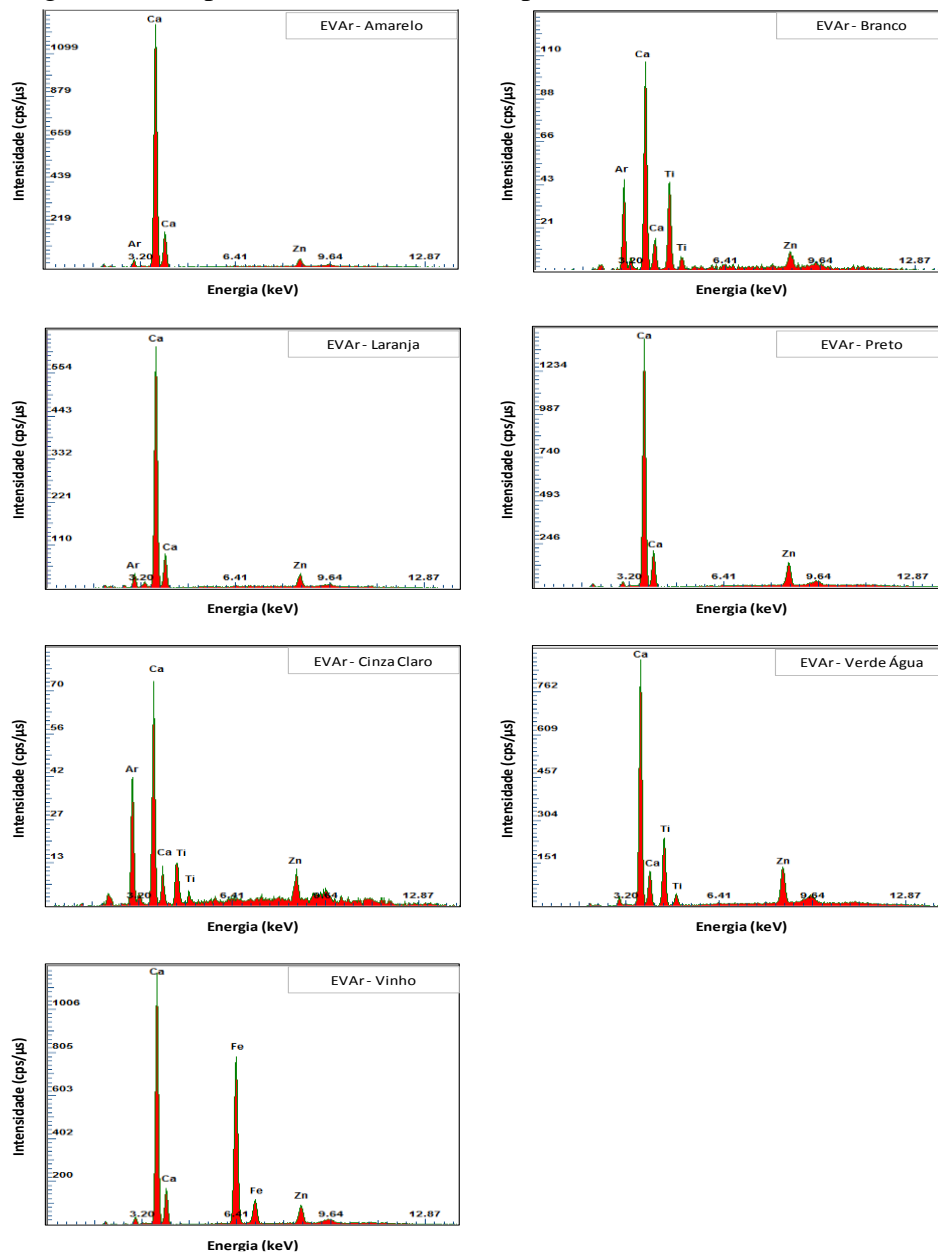 EVAr - Amarelo
Intensidade (cps/µs)
1099
879
659
439
219
Ca
Ar
Ca
Zn
3.20 6.41 9.64 12.87
Energia (keV)
EVAr - Branco
Intensidade (cps/µs)
110
88
66
43
21
Ar
Ca
Ca
Ti
Ti
Zn
3.20 6.41 9.64 12.87
Energia (keV)
EVAr - Laranja
Intensidade (cps/µs)
554
443
332
221
110
Ca
Ar
Ca
Zn
3.20 6.41 9.64 12.87
Energia (keV)
EVAr - Preto
Intensidade (cps/µs)
1234
987
740
493
246
Ca
Ca
Zn
3.20 6.41 9.64 12.87
Energia (keV)
EVAr - Cinza Claro
Intensidade (cps/µs)
70
56
42
27
13
Ar
Ca
Ca Ti
Ti
Zn
3.20 6.41 9.64 12.87
Energia (keV)
EVAr - Verde Água
Intensidade (cps/µs)
762
609
457
304
151
Ca
Ca
Ti
Ti
Zn
3.20 6.41 9.64 12.87
Energia (keV)
EVAr - Vinho
Intensidade (cps/µs)
1006
805
603
402
200
Ca
Ca
Fe
Fe
Zn
3.20 6.41 9.64 12.87
Energia (keV)